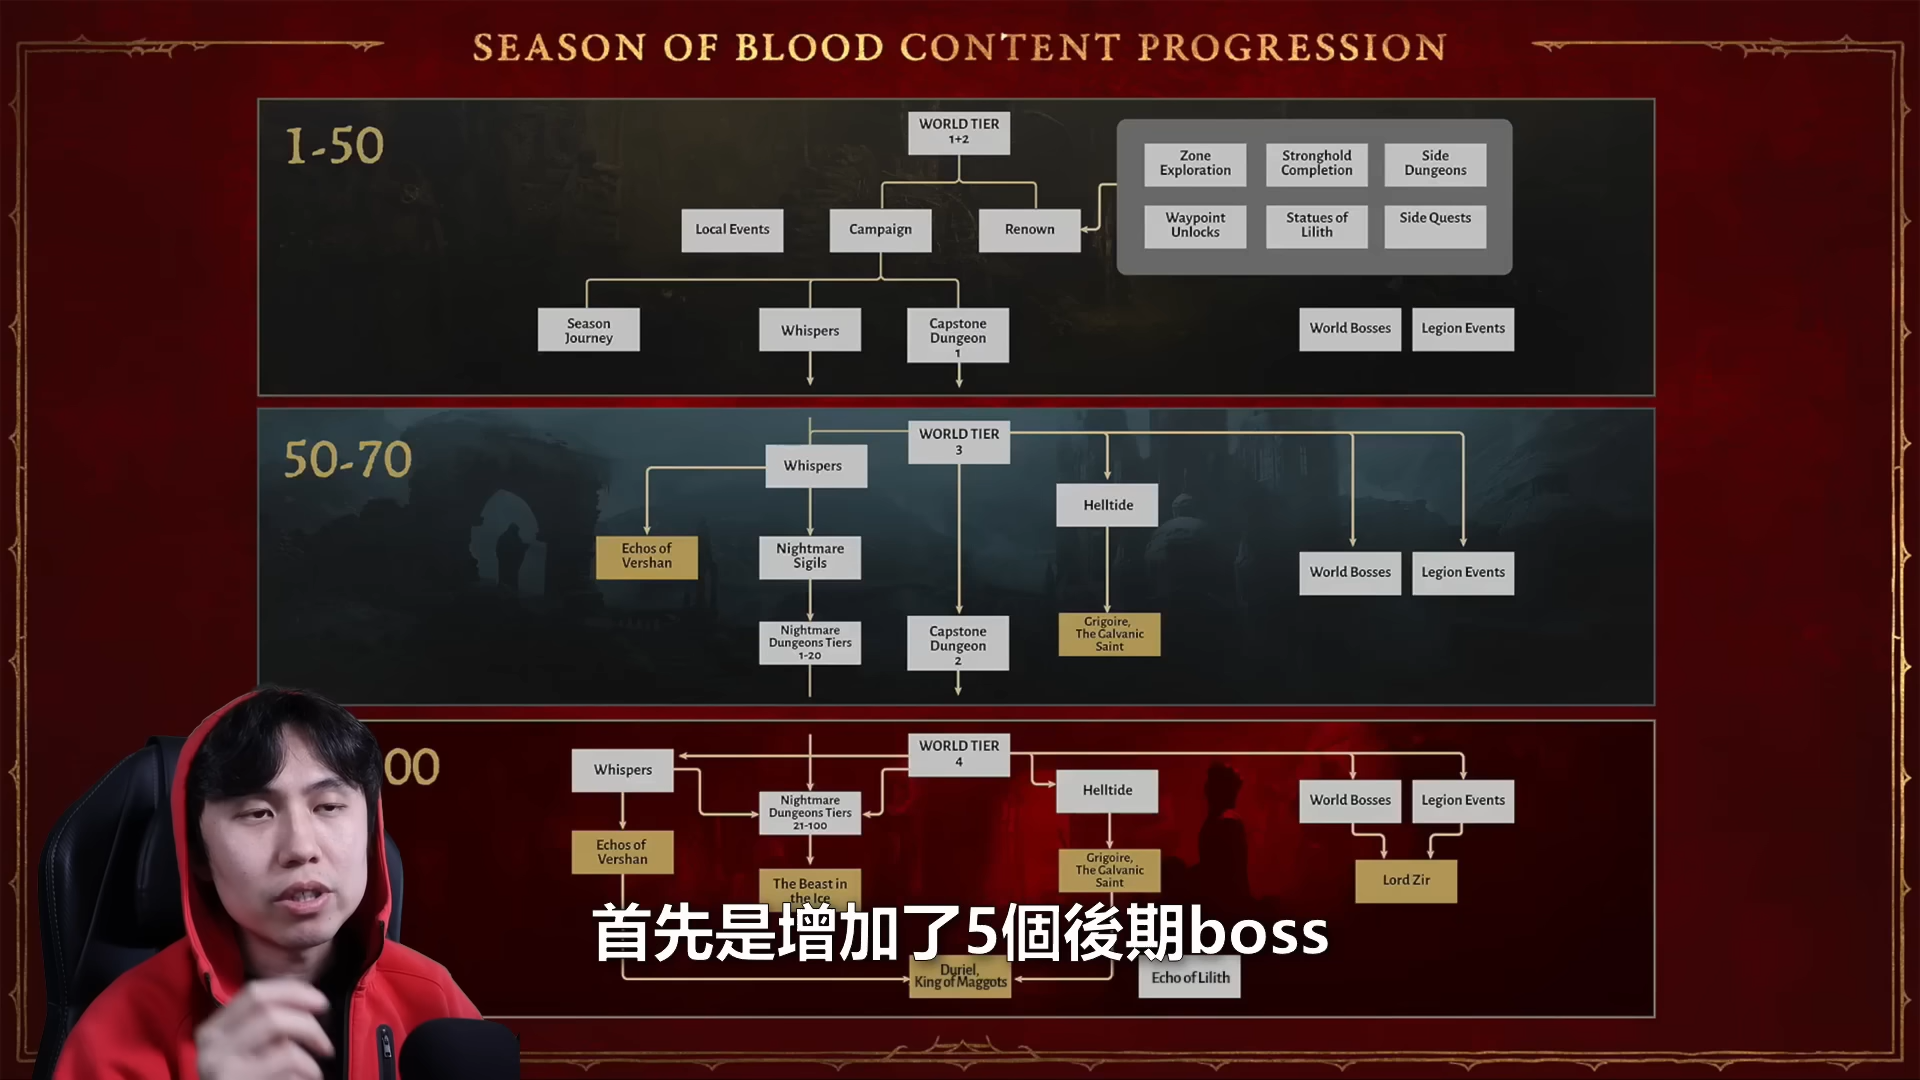 SEASON OF BLOOD CONTENT PROGRESSION
1-50
WORLD TIER
1+2
Zone
Exploration
Stronghold
Completion
Side
Dungeons
Waypoint
Unlocks
Statues of
Lilith
Side Quests
Local Events
Campaign
Renown
Season
Journey
Whispers
Capstone
Dungeon
1
World Bosses
Legion Events
50-70
WORLD TIER
3
Whispers
Helltide
Echos of
Vershan
Nightmare
Sigils
World Bosses
Legion Events
Nightmare
Dungeons Tiers
1-20
Capstone
Dungeon
2
Grigoire,
The Galvanic
Saint
00
WORLD TIER
4
Whispers
Nightmare
Dungeons Tiers
21-100
Helltide
World Bosses
Legion Events
Echos of
Vershan
The Beast in
the Ice
Grigoire,
The Galvanic
Saint
Lord Zir
首先是增加了5個後期boss
Duriel,
King of Maggots
Echo of Lilith